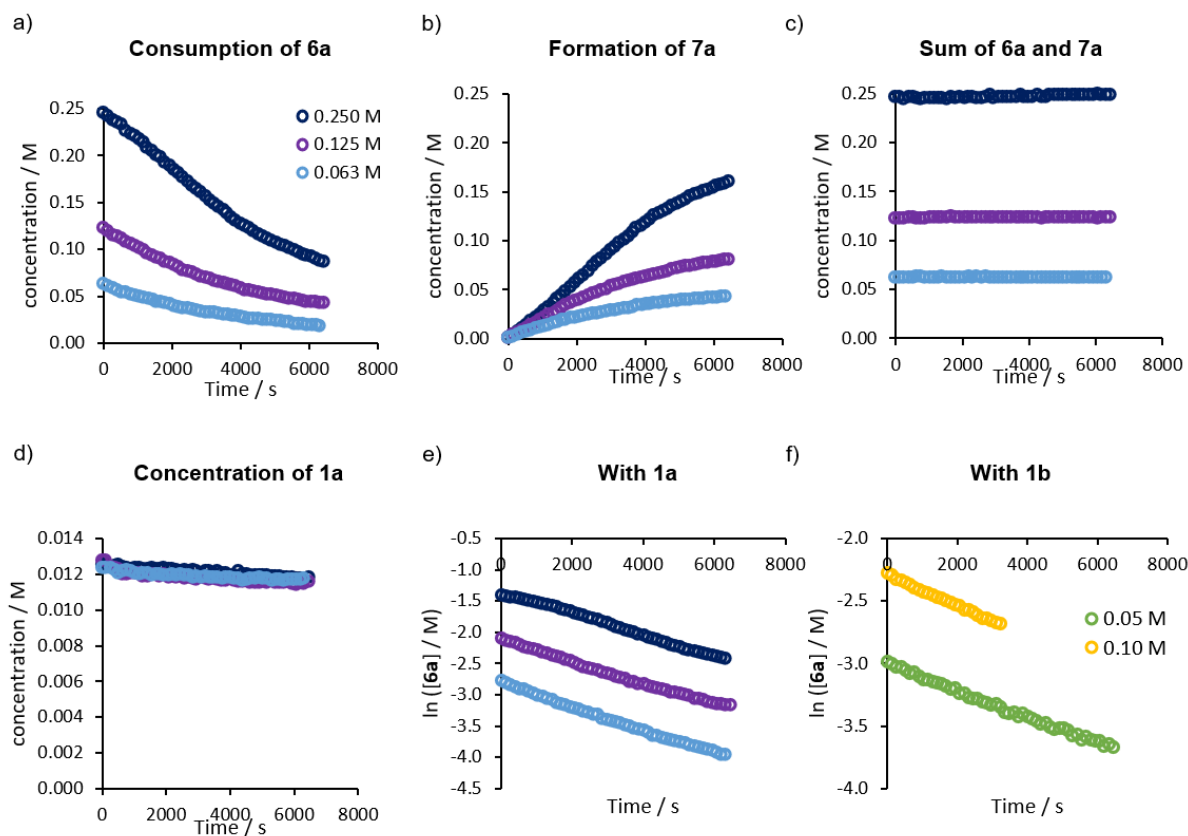 a)
Consumption of 6a
concentration / M
0.25
0.20
0.15
0.10
0.05
0.00
0.250 M
0.125 M
0.063 M
0 2000 4000 6000 8000
Time / s
b)
Formation of 7a
concentration / M
0.25
0.20
0.15
0.10
0.05
0.00
0 2000 4000 6000 8000
Time / s
c)
Sum of 6a and 7a
concentration / M
0.25
0.20
0.15
0.10
0.05
0.00
0 2000 4000 6000 8000
Time / s
d)
Concentration of 1a
concentration / M
0.014
0.012
0.010
0.008
0.006
0.004
0.002
0.000
0 2000 4000 6000 8000
Time / s
e)
With 1a
ln ([6a] / M)
-0.5
0 2000 4000 6000 8000
-1.0
-1.5
-2.0
-2.5
-3.0
-3.5
-4.0
-4.5
Time / s
f)
With 1b
ln ([6a] / M)
-2.0
0 2000 4000 6000 8000
-2.5
-3.0
-3.5
-4.0
0.05 M
0.10 M
Time / s